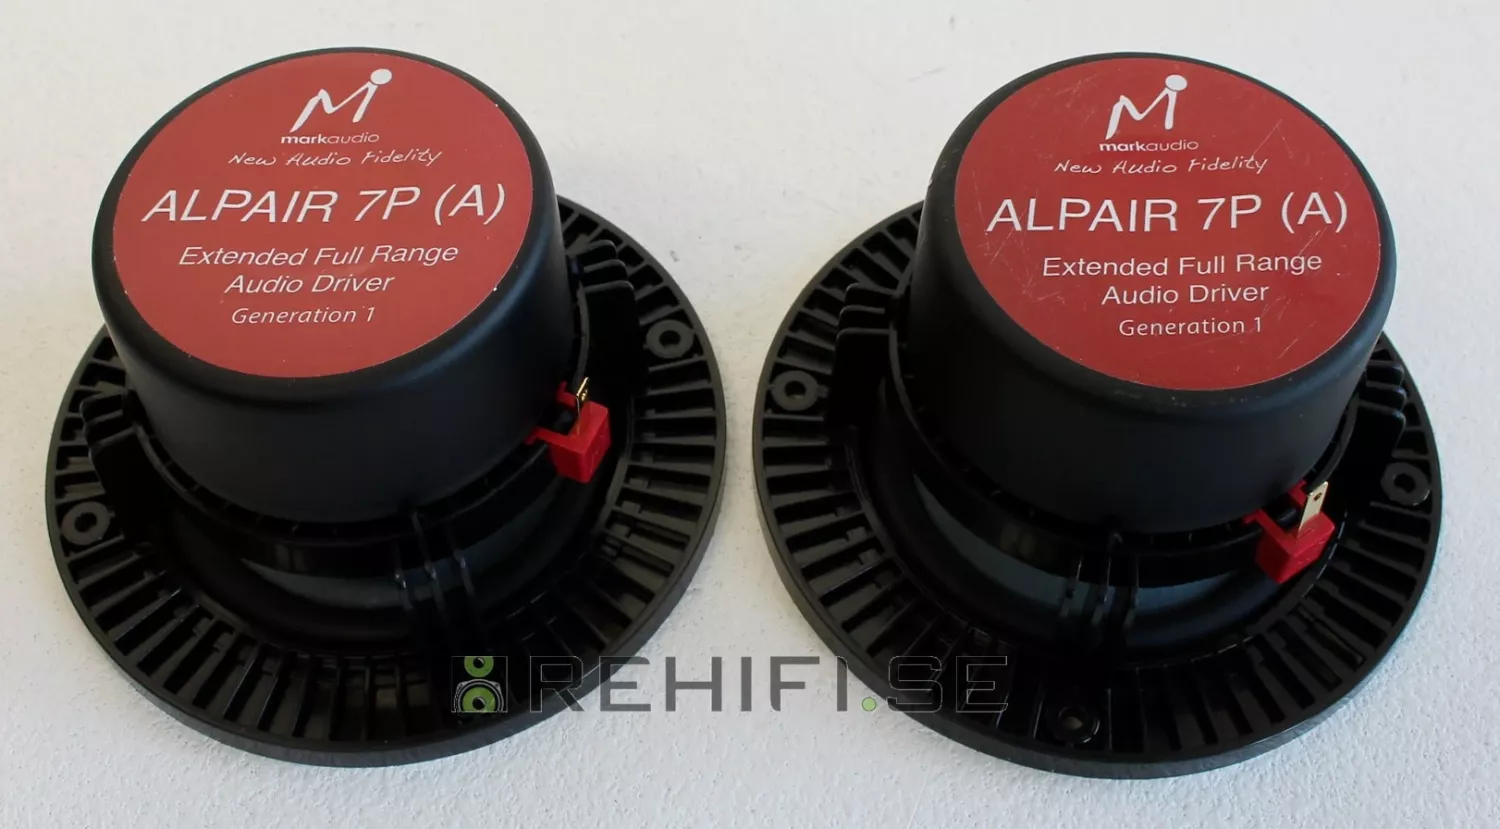 markaudio
New Audio Fidelity
ALPAIR 7P (A)
Extended Full Range
Audio Driver
Generation 1
markaudio
New Audio Fidelity
ALPAIR 7P (A)
Extended Full Range
Audio Driver
Generation 1
REHIFI.SE